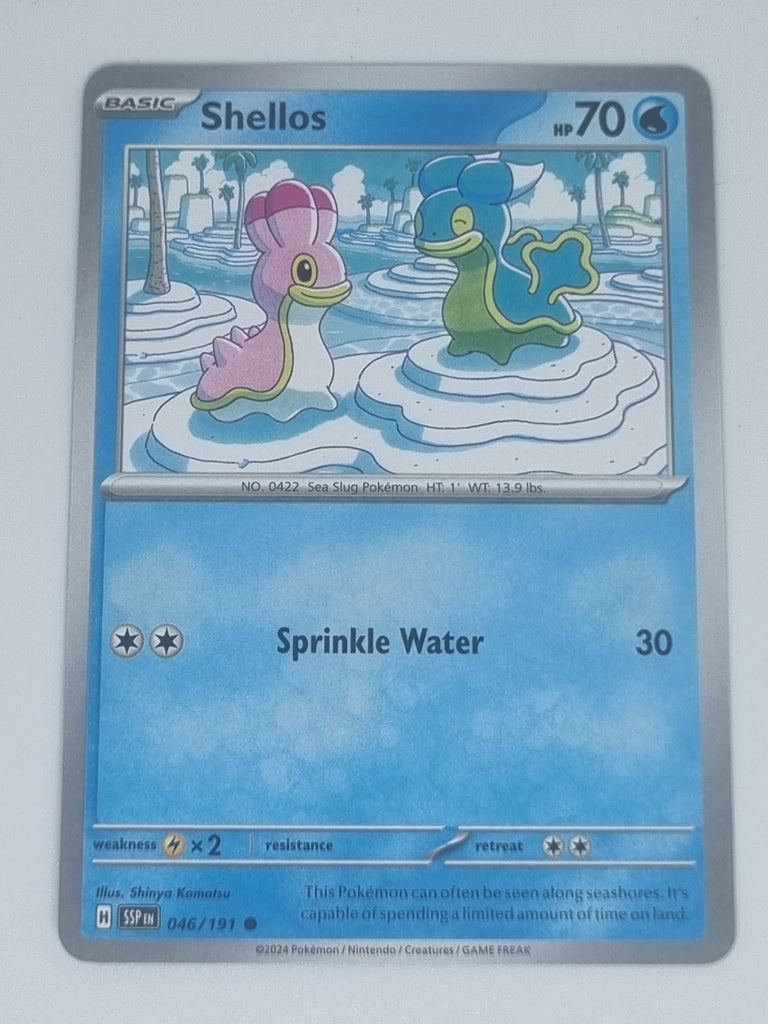 BASIC Shellos HP 70
NO. 0422 Sea Slug Pokémon HT: 1' WT: 13.9 lbs.
Sprinkle Water 30
weakness ×2 resistance retreat
Illus. Shinya Komatsu
This Pokémon can often be seen along seashores. It's
capable of spending a limited amount of time on land.
H SSP EN 046/191
©2024 Pokémon / Nintendo / Creatures / GAME FREAK